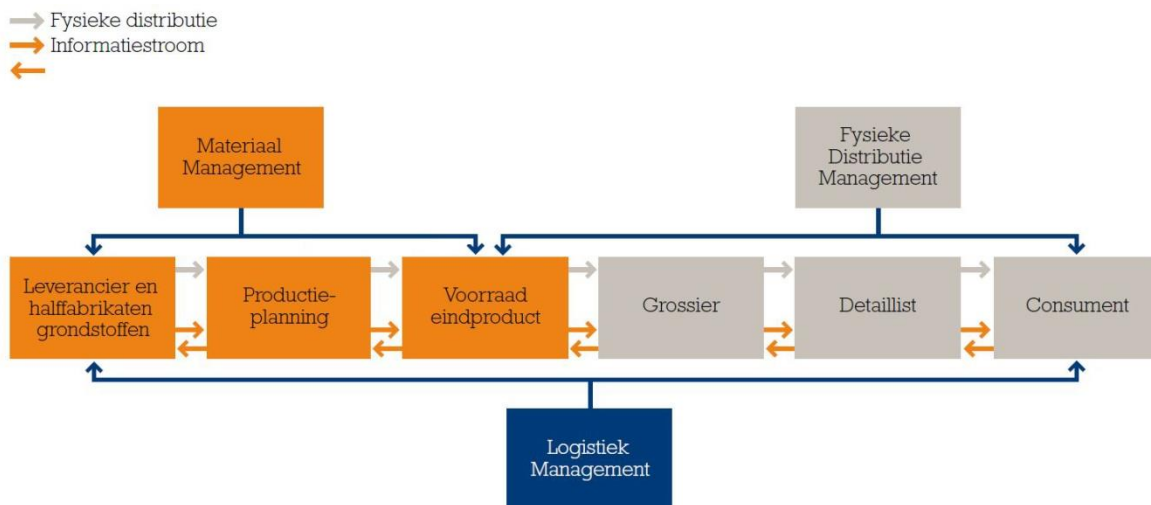 Fysieke distributie
Informatiestroom
Materiaal
Management
Fysieke
Distributie
Management
Leverancier en
halffabrikaten
grondstoffen
Productie-
planning
Voorraad
eindproduct
Grossier
Detaillist
Consument
Logistiek
Management